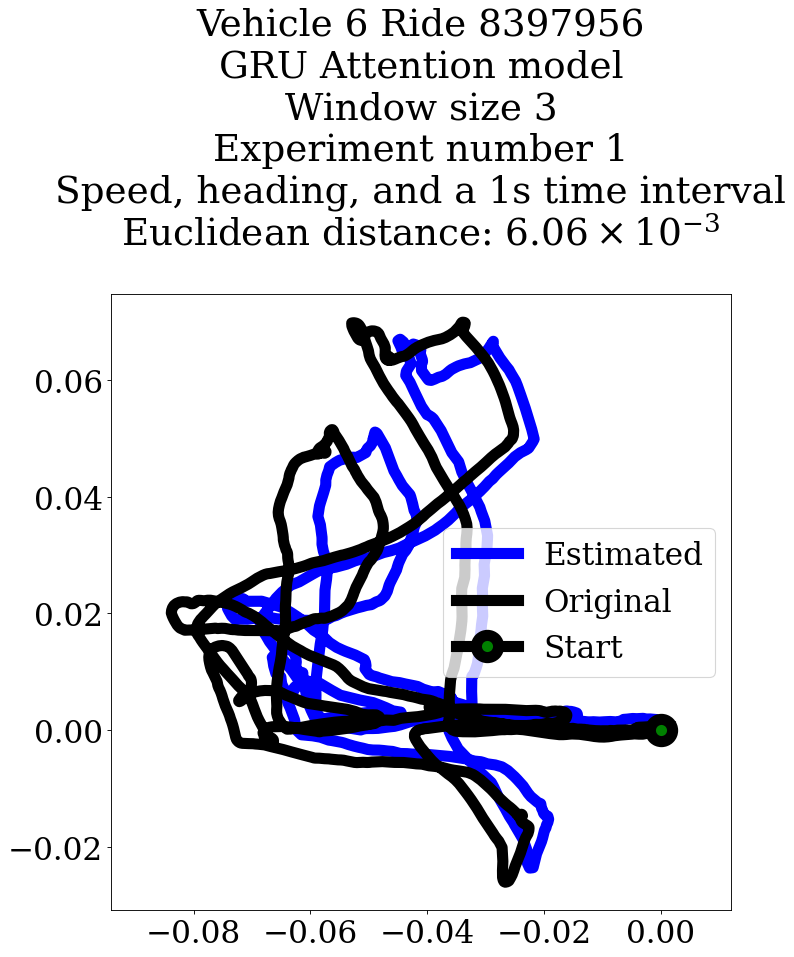 Vehicle 6 Ride 8397956
GRU Attention model
Window size 3
Experiment number 1
Speed, heading, and a 1s time interval
Euclidean distance: 6.06 × 10⁻³
0.06
0.04
0.02
0.00
−0.02
Estimated
Original
Start
−0.08 −0.06 −0.04 −0.02 0.00